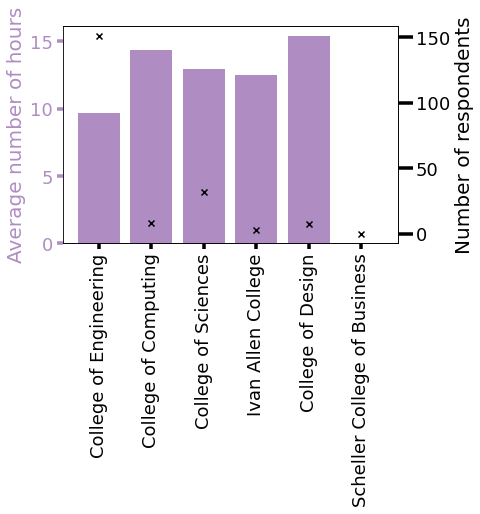 Average number of hours
15
10
5
0
150
100
50
0
Number of respondents
College of Engineering
College of Computing
College of Sciences
Ivan Allen College
College of Design
Scheller College of Business